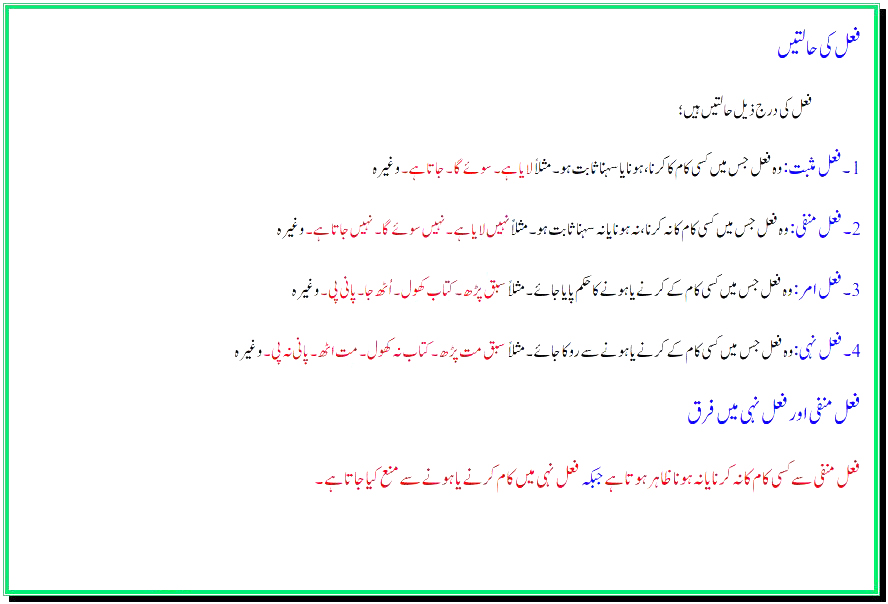 فعل کی حالتیں
فعل کی درج ذیل حالتیں ہیں؛
1۔ فعل مثبت: وہ فعل جس میں کسی کام کا کرنا، ہونا یا سہنا ثابت ہو۔ مثلاً لایا ہے۔ سوئے گا۔ جاتا ہے۔ وغیرہ
2۔ فعل منفی: وہ فعل جس میں کسی کام کا نہ کرنا، نہ ہونا یا نہ سہنا ثابت ہو۔ مثلاً نہیں لایا ہے۔ نہیں سوئے گا۔ نہیں جاتا ہے۔ وغیرہ
3۔ فعل امر: وہ فعل جس میں کسی کام کے کرنے یا ہونے کا حکم پایا جائے۔ مثلاً سبق پڑھ۔ کتاب کھول۔ اُٹھ جا۔ پانی پی۔ وغیرہ
4۔ فعل نہی: وہ فعل جس میں کسی کام کے کرنے یا ہونے سے روکا جائے۔ مثلاً سبق مت پڑھ۔ کتاب نہ کھول۔ مت اٹھ۔ پانی نہ پی۔ وغیرہ
فعل منفی اور فعل نہی میں فرق
فعل منفی سے کسی کام کا نہ کرنا یا نہ ہونا ظاہر ہوتا ہے جبکہ فعل نہی میں کام کرنے یا ہونے سے منع کیا جاتا ہے۔